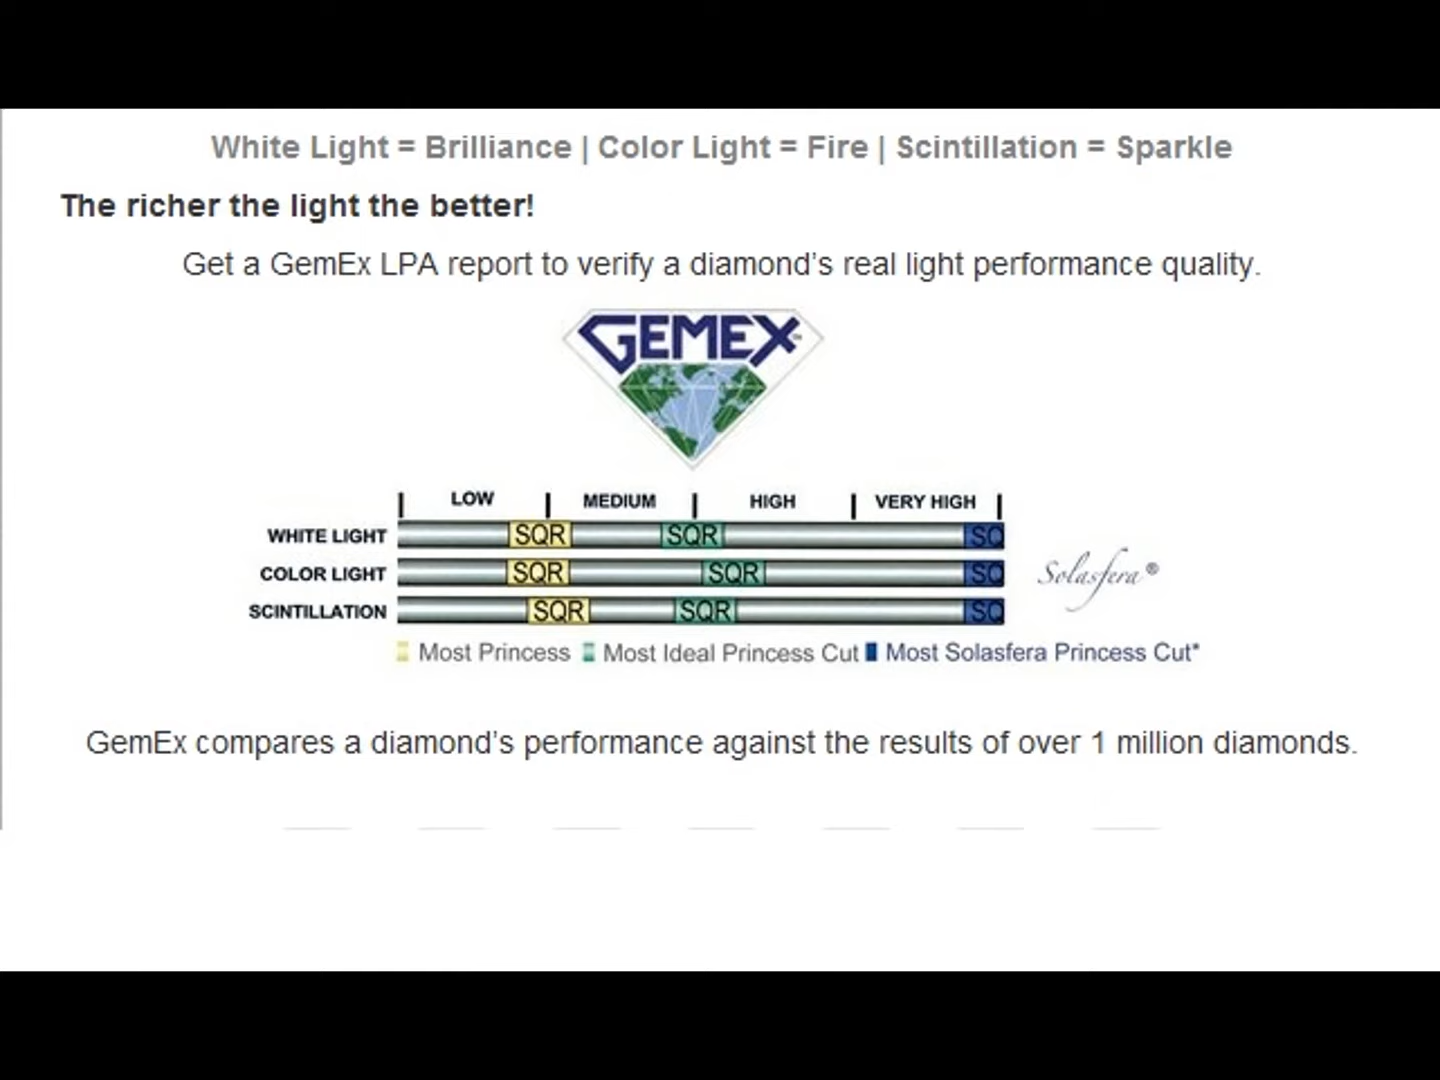 White Light = Brilliance | Color Light = Fire | Scintillation = Sparkle
The richer the light the better!
Get a GemEx LPA report to verify a diamond's real light performance quality.
GEMEX™
LOW MEDIUM HIGH VERY HIGH
WHITE LIGHT SQR SQR SQ
COLOR LIGHT SQR SQR SQ
Solasfera®
SCINTILLATION SQR SQR SQ
Most Princess Most Ideal Princess Cut Most Solasfera Princess Cut*
GemEx compares a diamond's performance against the results of over 1 million diamonds.